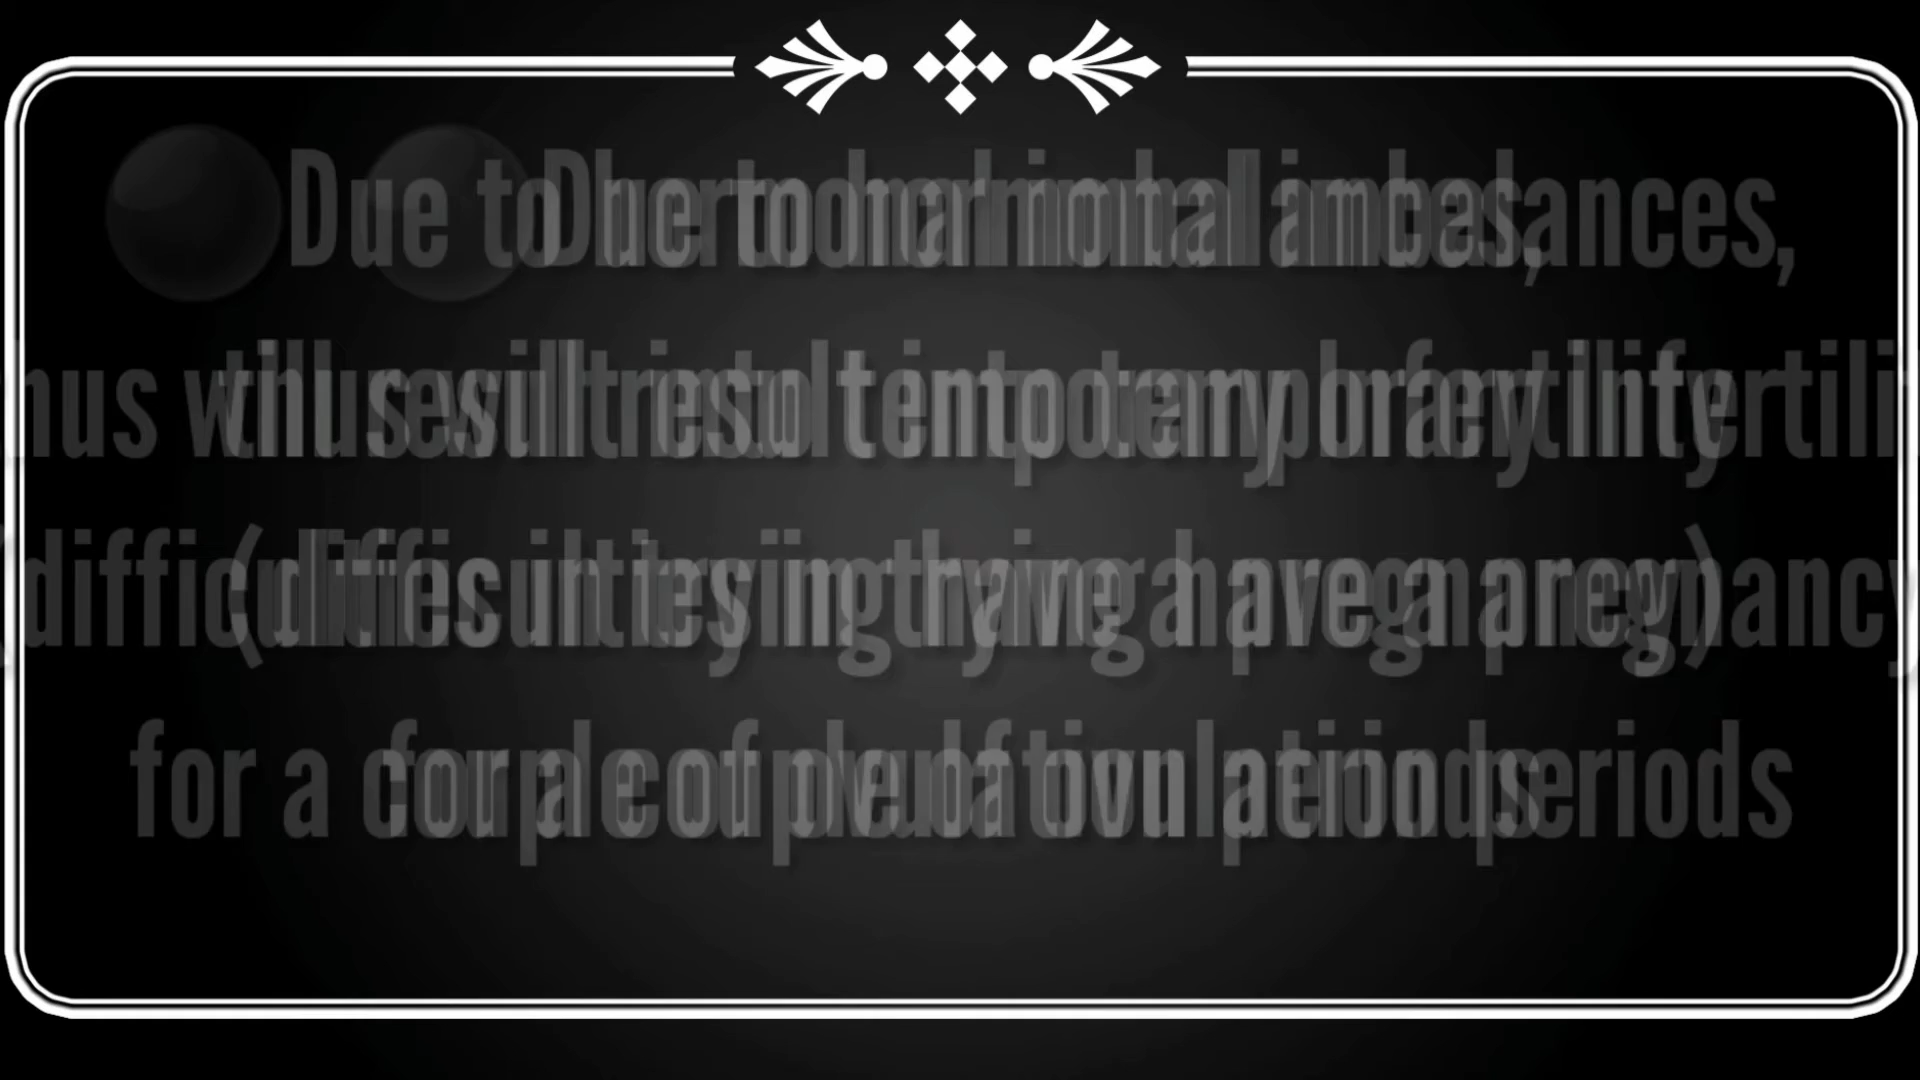 Due to hormonal imbalances,
thus will result in temporary infertility
(difficulties in trying have a pregnancy)
for a couple of ovulation periods